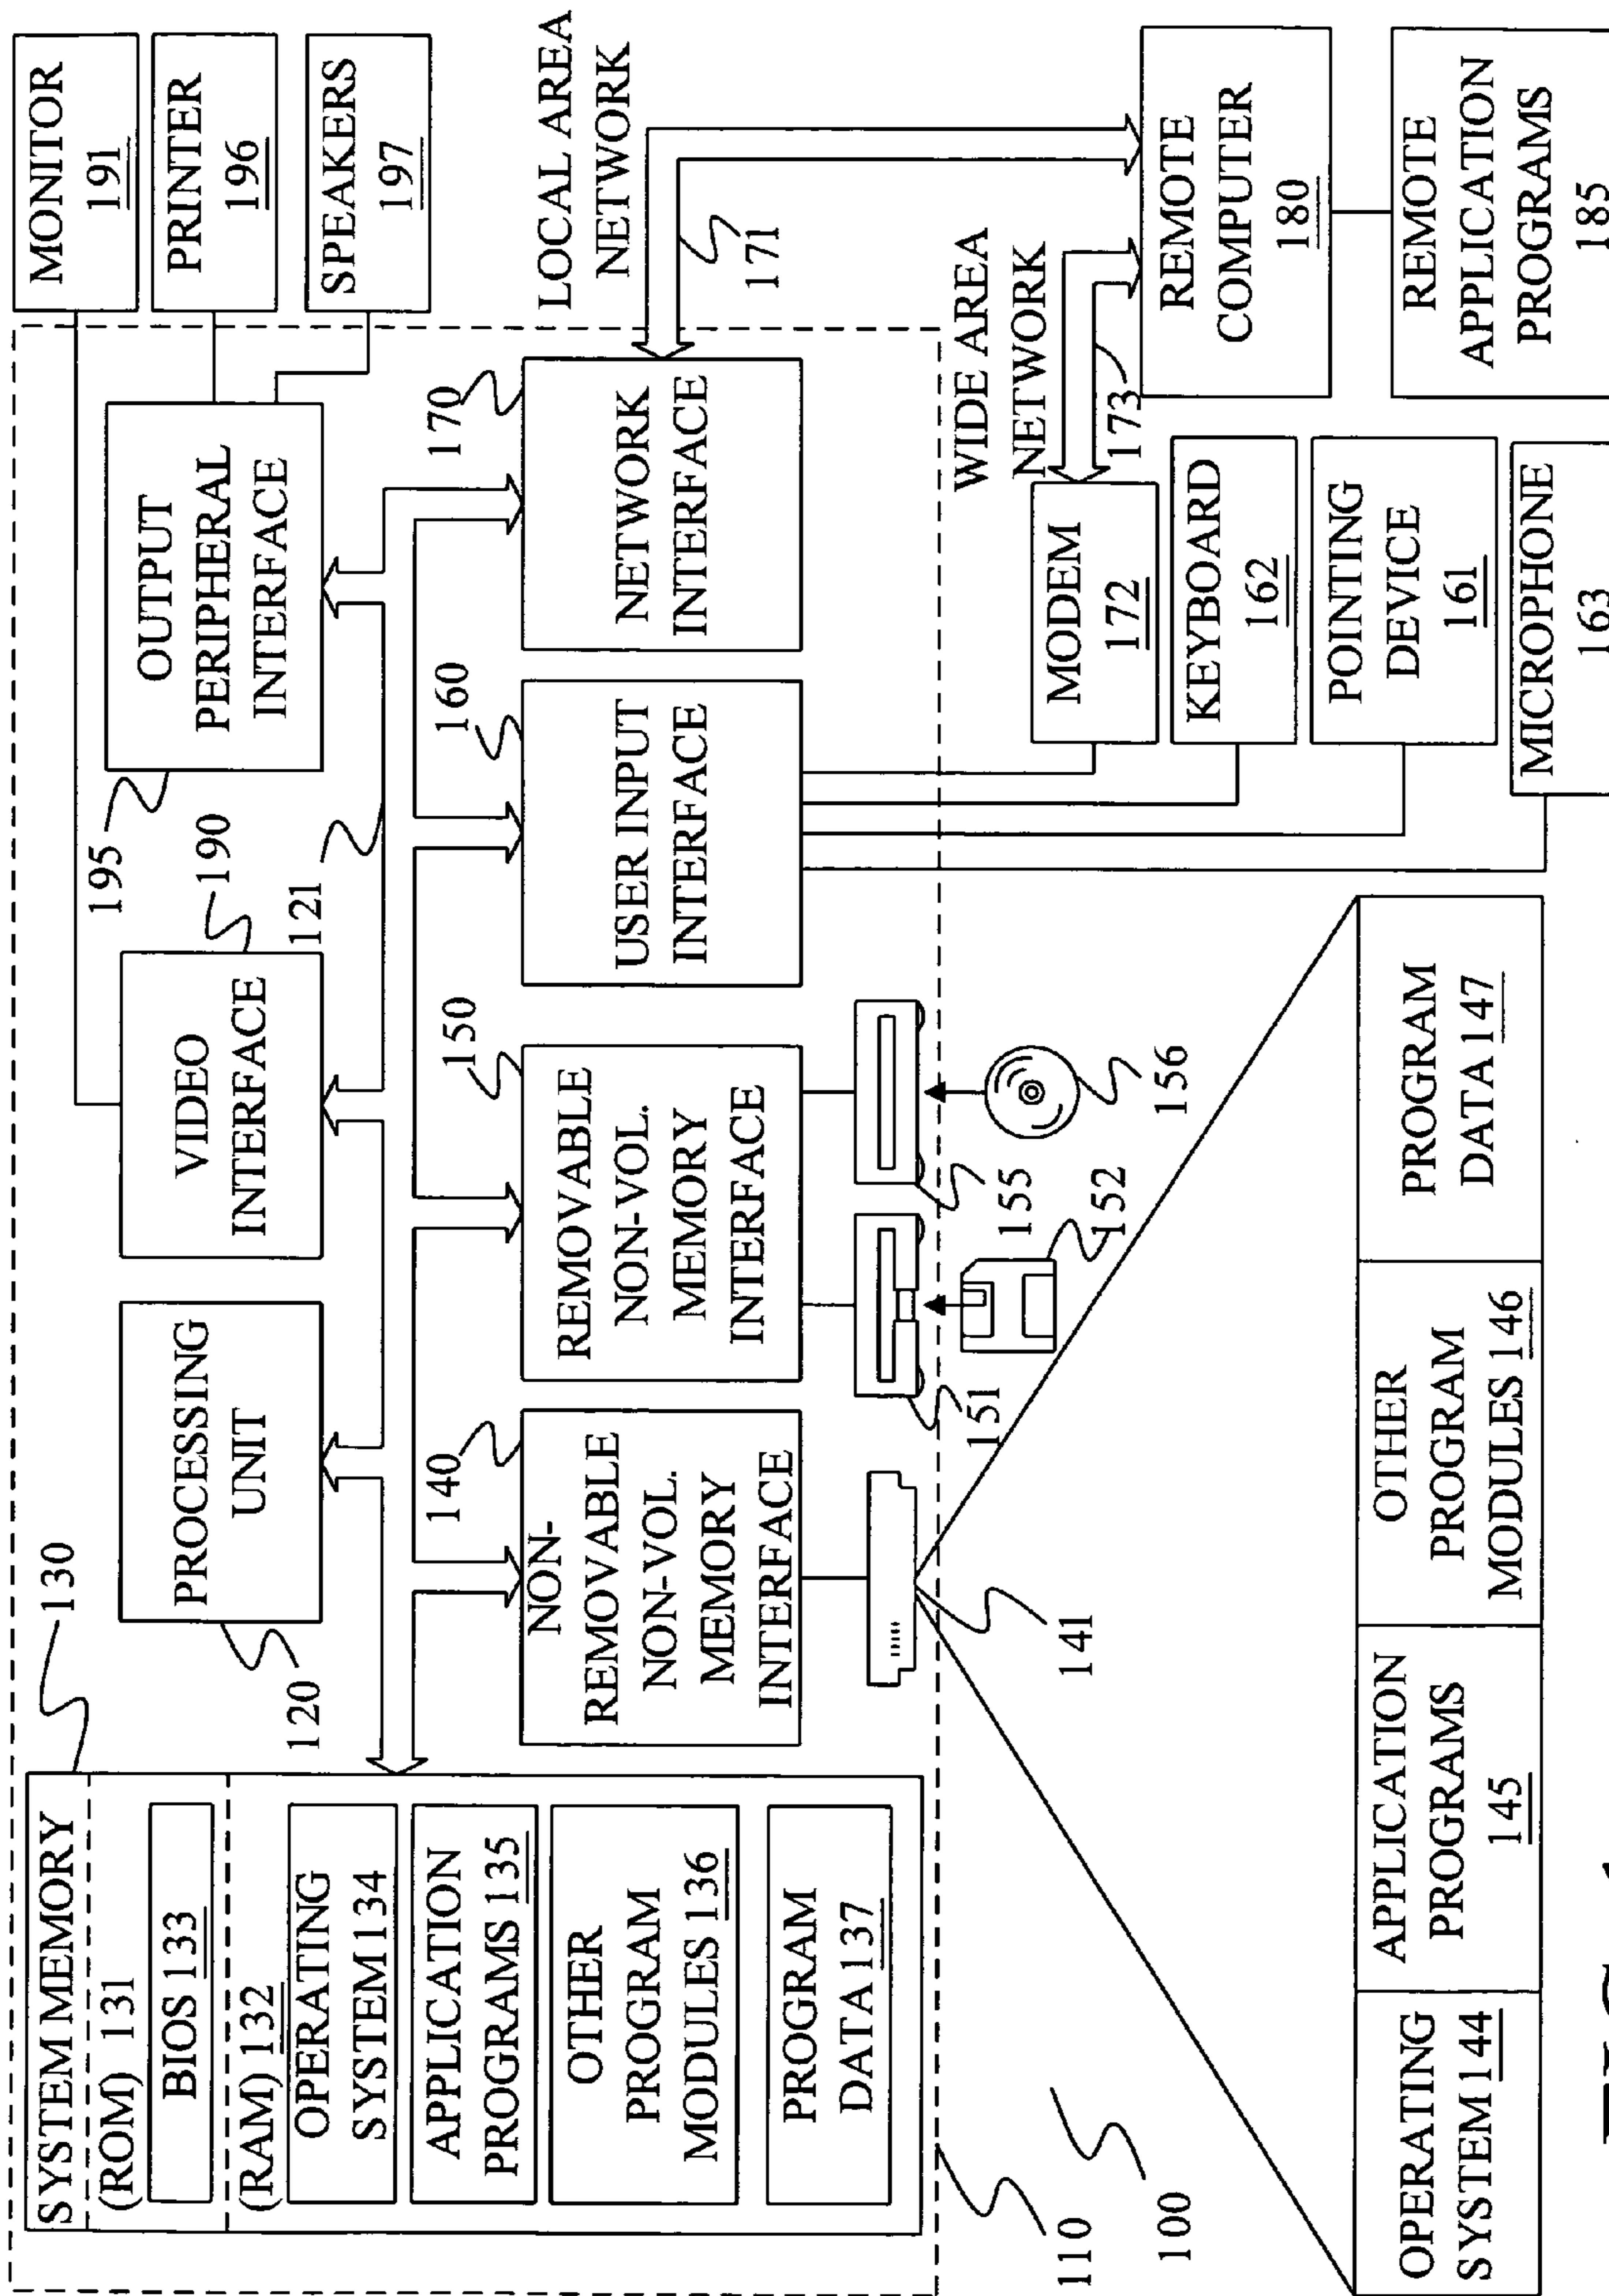 SYSTEM MEMORY
(ROM) 131
BIOS 133
(RAM) 132
OPERATING
SYSTEM 134
APPLICATION
PROGRAMS 135
OTHER
PROGRAM
MODULES 136
PROGRAM
DATA 137
130
120
PROCESSING
UNIT
VIDEO
INTERFACE
190
121
195
OUTPUT
PERIPHERAL
INTERFACE
MONITOR
191
PRINTER
196
SPEAKERS
197
140
NON-
REMOVABLE
NON-VOL.
MEMORY
INTERFACE
150
REMOVABLE
NON-VOL.
MEMORY
INTERFACE
160
USER INPUT
INTERFACE
170
NETWORK
INTERFACE
LOCAL AREA
NETWORK
171
141
151
155
152
156
WIDE AREA
NETWORK
173
MODEM
172
KEYBOARD
162
POINTING
DEVICE
161
MICROPHONE
163
REMOTE
COMPUTER
180
REMOTE
APPLICATION
PROGRAMS
185
110
100
OPERATING
SYSTEM 144
APPLICATION
PROGRAMS
145
OTHER
PROGRAM
MODULES 146
PROGRAM
DATA 147